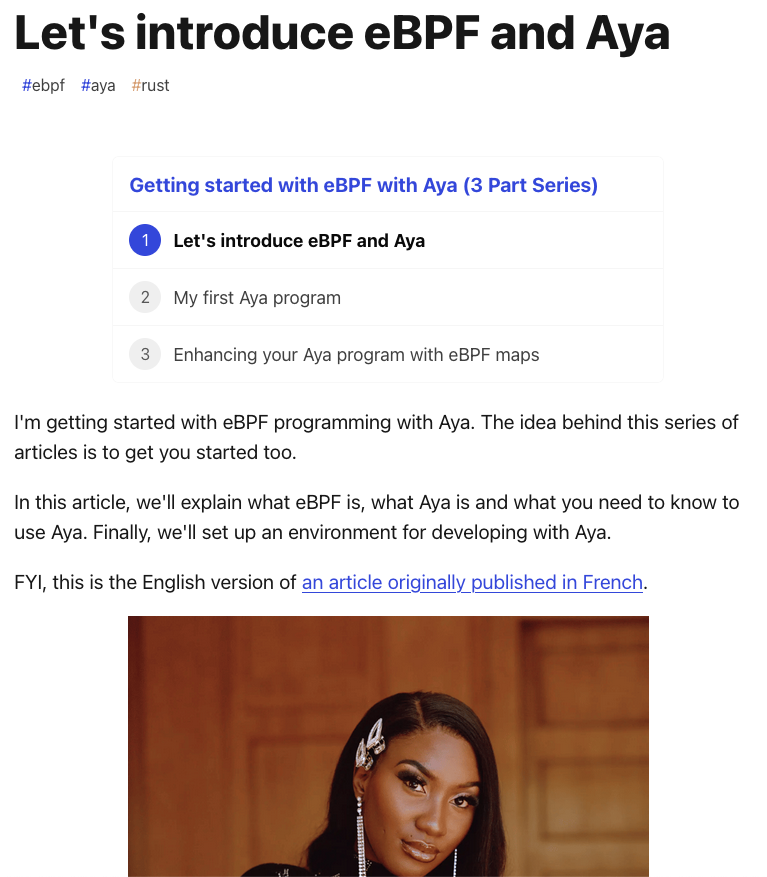 Let's introduce eBPF and Aya
#ebpf #aya #rust
Getting started with eBPF with Aya (3 Part Series)
1 Let's introduce eBPF and Aya
2 My first Aya program
3 Enhancing your Aya program with eBPF maps
I'm getting started with eBPF programming with Aya. The idea behind this series of
articles is to get you started too.
In this article, we'll explain what eBPF is, what Aya is and what you need to know to
use Aya. Finally, we'll set up an environment for developing with Aya.
FYI, this is the English version of an article originally published in French.